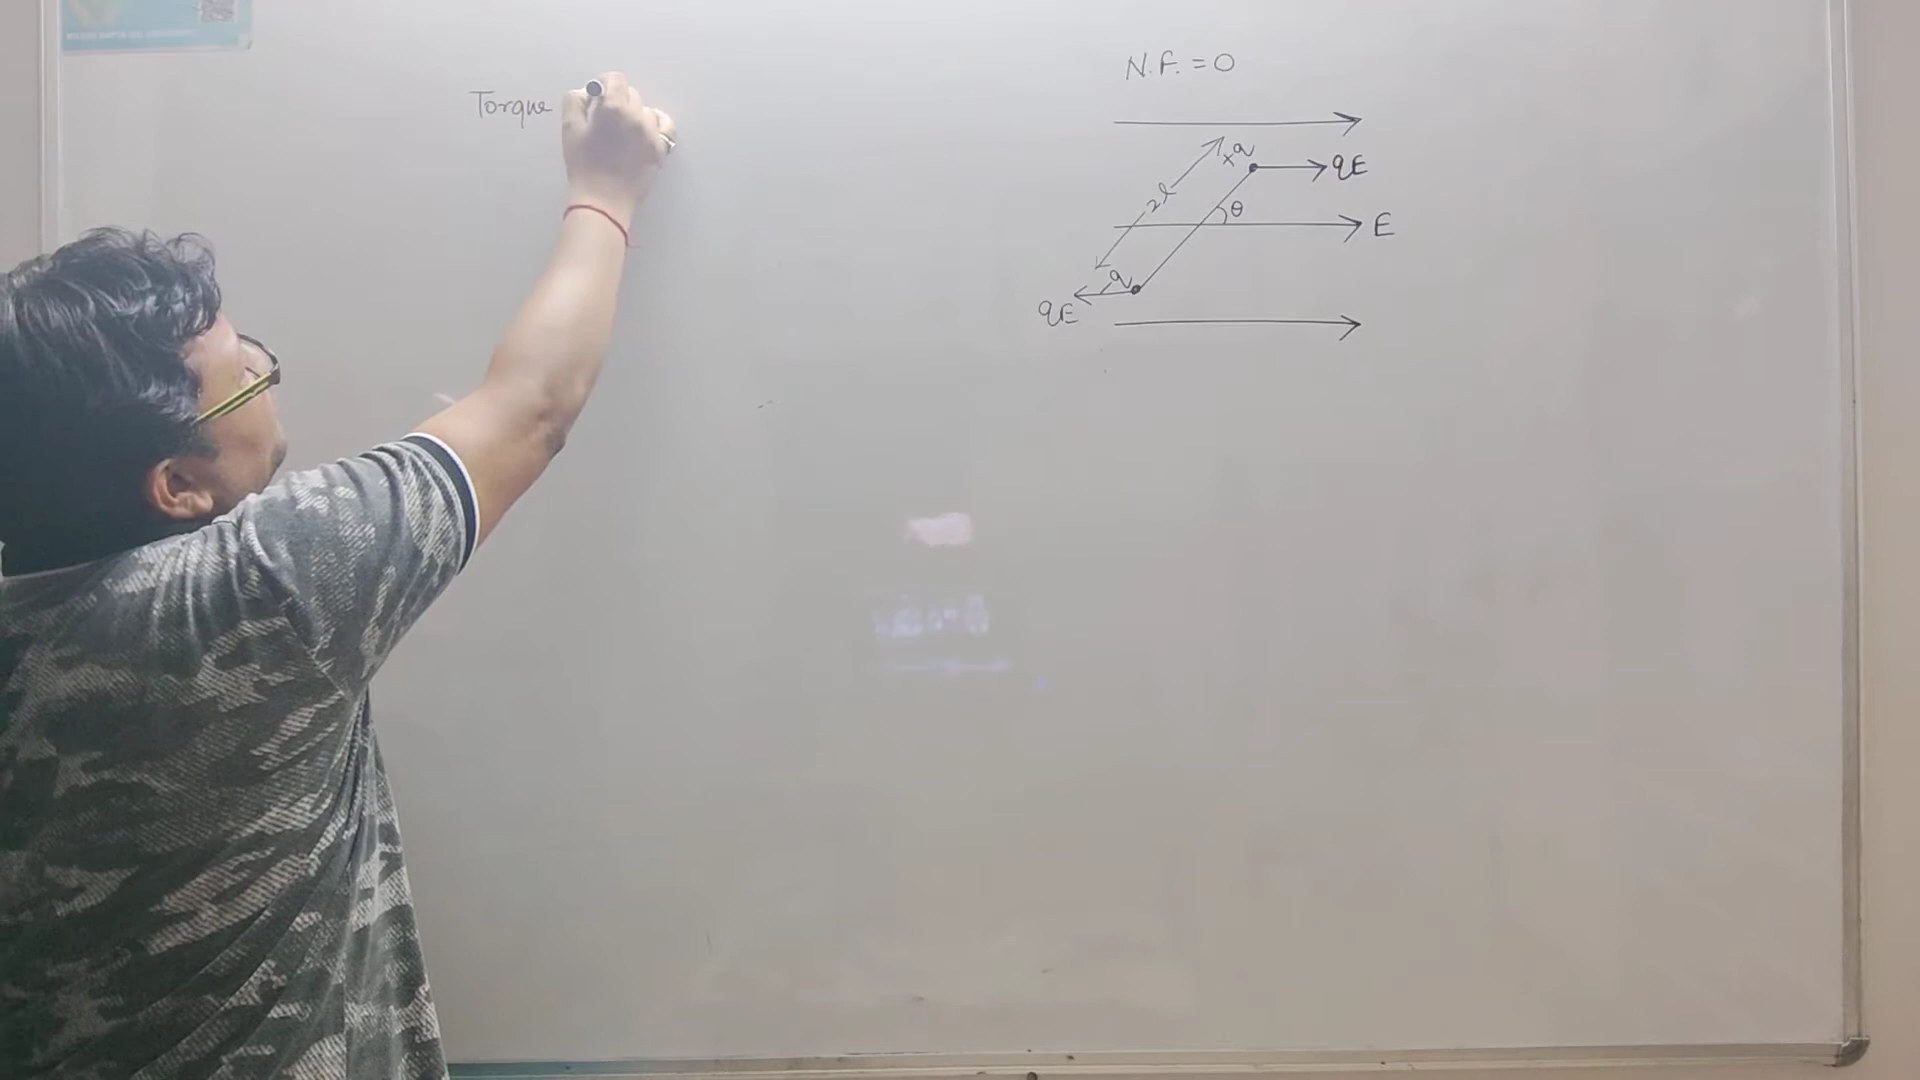 Torque
N.F. = 0
+q
qE
2l
θ
E
-q
qE